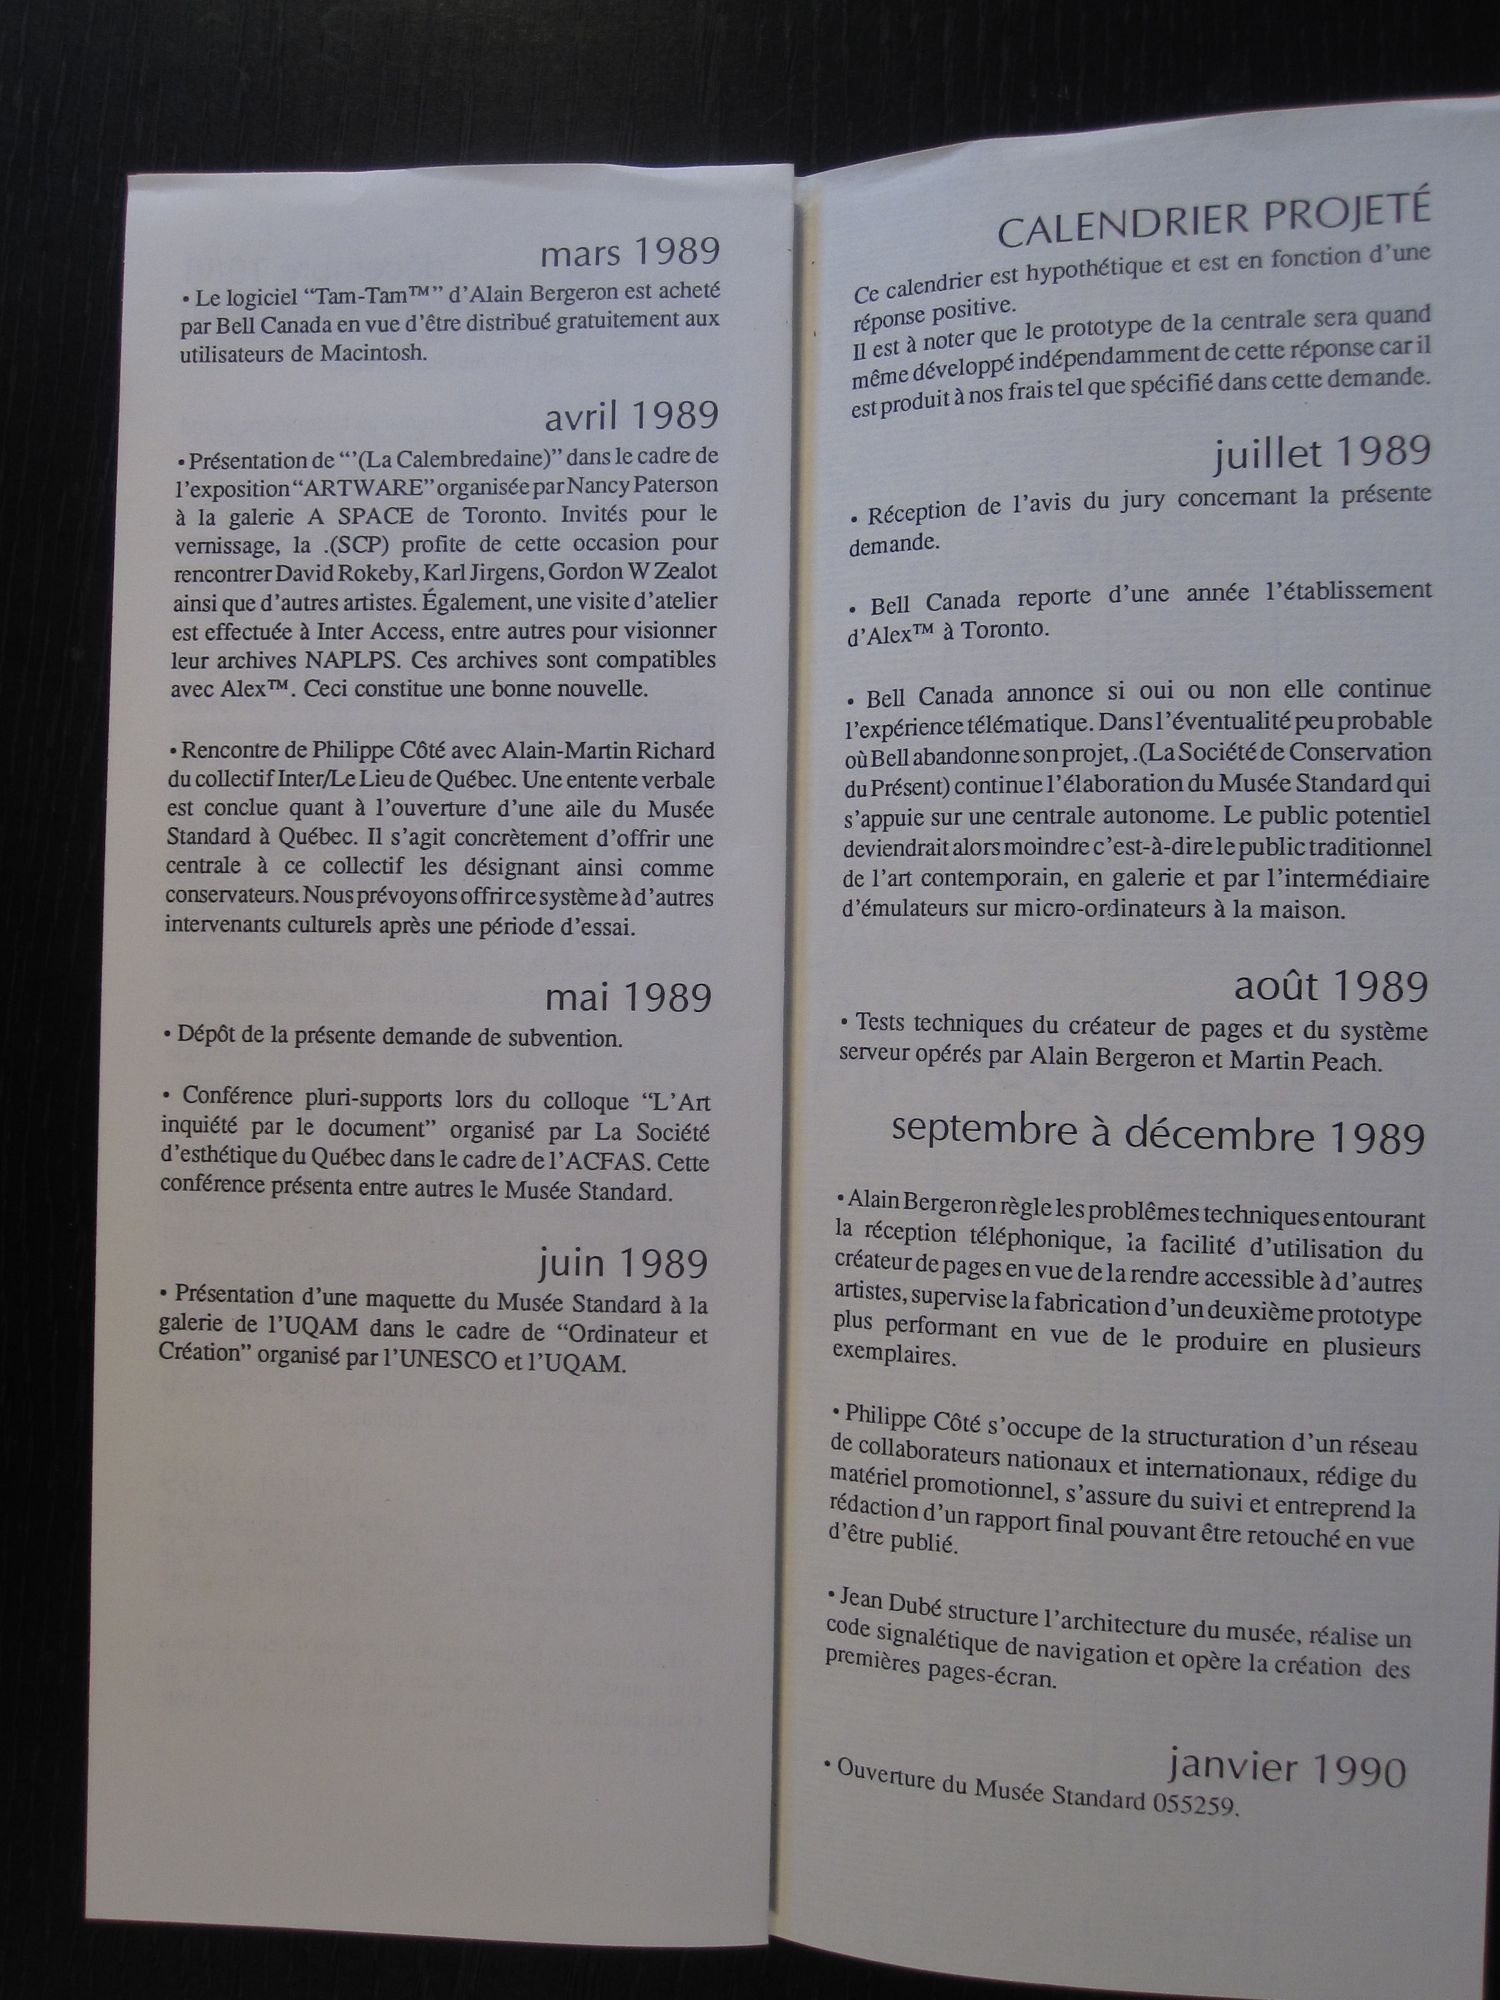 mars 1989
• Le logiciel “Tam-Tam™” d’Alain Bergeron est acheté
par Bell Canada en vue d’être distribué gratuitement aux
utilisateurs de Macintosh.
avril 1989
• Présentation de “’(La Calembredaine)” dans le cadre de
l’exposition “ARTWARE” organisée par Nancy Paterson
à la galerie A SPACE de Toronto. Invités pour le
vernissage, la .(SCP) profite de cette occasion pour
rencontrer David Rokeby, Karl Jirgens, Gordon W Zealot
ainsi que d’autres artistes. Également, une visite d’atelier
est effectuée à Inter Access, entre autres pour visionner
leur archives NAPLPS. Ces archives sont compatibles
avec Alex™. Ceci constitue une bonne nouvelle.
• Rencontre de Philippe Côté avec Alain-Martin Richard
du collectif Inter/Le Lieu de Québec. Une entente verbale
est conclue quant à l’ouverture d’une aile du Musée
Standard à Québec. Il s’agit concrètement d’offrir une
centrale à ce collectif les désignant ainsi comme
conservateurs. Nous prévoyons offrir ce système à d’autres
intervenants culturels après une période d’essai.
mai 1989
• Dépôt de la présente demande de subvention.
• Conférence pluri-supports lors du colloque “L’Art
inquiété par le document” organisé par La Société
d’esthétique du Québec dans le cadre de l’ACFAS. Cette
conférence présenta entre autres le Musée Standard.
juin 1989
• Présentation d’une maquette du Musée Standard à la
galerie de l’UQAM dans le cadre de “Ordinateur et
Création” organisé par l’UNESCO et l’UQAM.
CALENDRIER PROJETÉ
Ce calendrier est hypothétique et est en fonction d’une
réponse positive.
Il est à noter que le prototype de la centrale sera quand
même développé indépendamment de cette réponse car il
est produit à nos frais tel que spécifié dans cette demande.
juillet 1989
• Réception de l’avis du jury concernant la présente
demande.
• Bell Canada reporte d’une année l’établissement
d’Alex™ à Toronto.
• Bell Canada annonce si oui ou non elle continue
l’expérience télématique. Dans l’éventualité peu probable
où Bell abandonne son projet, .(La Société de Conservation
du Présent) continue l’élaboration du Musée Standard qui
s’appuie sur une centrale autonome. Le public potentiel
deviendrait alors moindre c’est-à-dire le public traditionnel
de l’art contemporain, en galerie et par l’intermédiaire
d’émulateurs sur micro-ordinateurs à la maison.
août 1989
• Tests techniques du créateur de pages et du système
serveur opérés par Alain Bergeron et Martin Peach.
septembre à décembre 1989
• Alain Bergeron règle les problêmes techniques entourant
la réception téléphonique, la facilité d’utilisation du
créateur de pages en vue de la rendre accessible à d’autres
artistes, supervise la fabrication d’un deuxième prototype
plus performant en vue de le produire en plusieurs
exemplaires.
• Philippe Côté s’occupe de la structuration d’un réseau
de collaborateurs nationaux et internationaux, rédige du
matériel promotionnel, s’assure du suivi et entreprend la
rédaction d’un rapport final pouvant être retouché en vue
d’être publié.
• Jean Dubé structure l’architecture du musée, réalise un
code signalétique de navigation et opère la création des
premières pages-écran.
janvier 1990
• Ouverture du Musée Standard 055259.